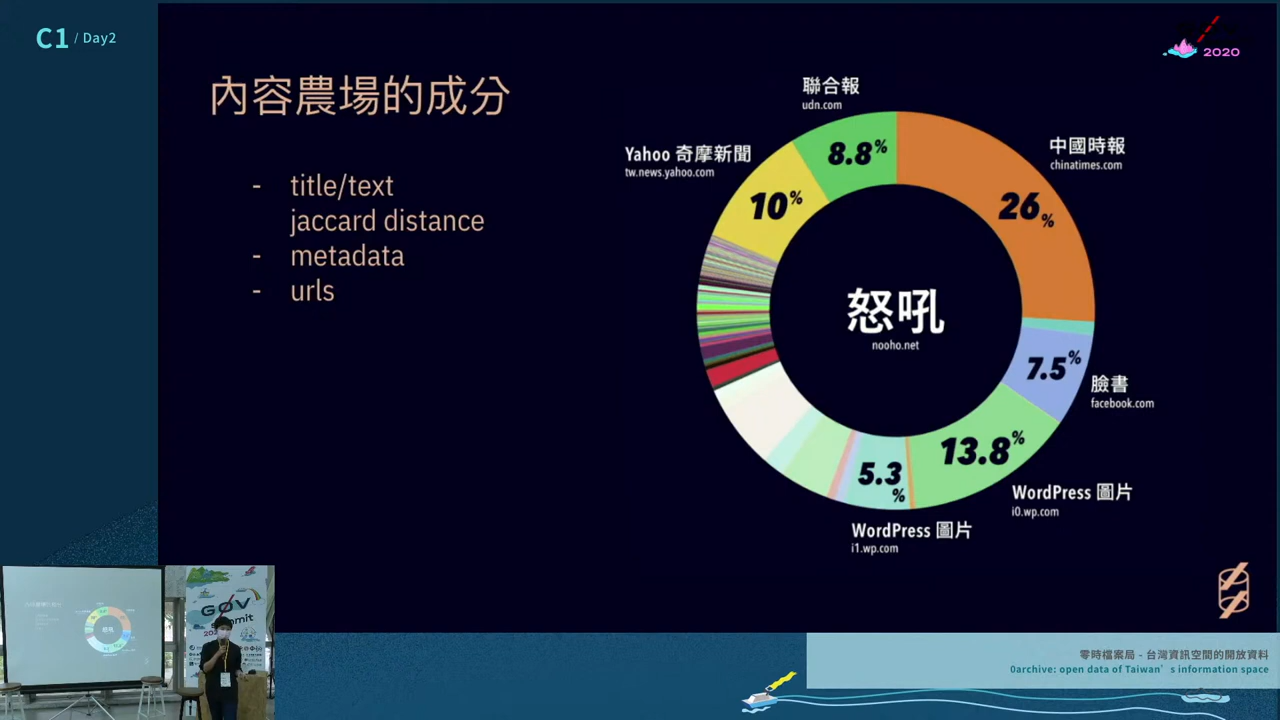 C1 / Day2
2020
內容農場的成分
- title/text
jaccard distance
- metadata
- urls
聯合報
udn.com
8.8%
Yahoo 奇摩新聞
tw.news.yahoo.com
10%
中國時報
chinatimes.com
26%
怒吼
nooho.net
7.5%
臉書
facebook.com
13.8%
WordPress 圖片
i0.wp.com
5.3%
WordPress 圖片
i1.wp.com
G0V
Summit
零時檔案局 - 台灣資訊空間的開放資料
0archive: open data of Taiwan’s information space